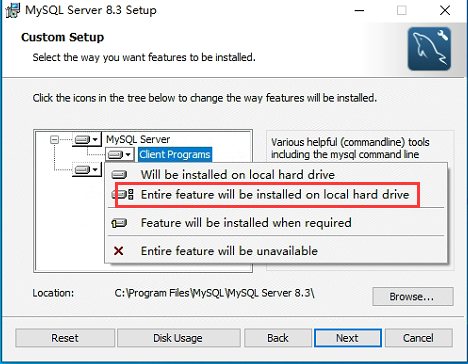 MySQL Server 8.3 Setup
Custom Setup
Select the way you want features to be installed.
Click the icons in the tree below to change the way features will be installed.
MySQL Server
Client Programs
Various helpful (commandline) tools
including the mysql command line
Will be installed on local hard drive
Entire feature will be installed on local hard drive
Feature will be installed when required
Entire feature will be unavailable
Location:
C:\Program Files\MySQL\MySQL Server 8.3\
Browse...
Reset
Disk Usage
Back
Next
Cancel